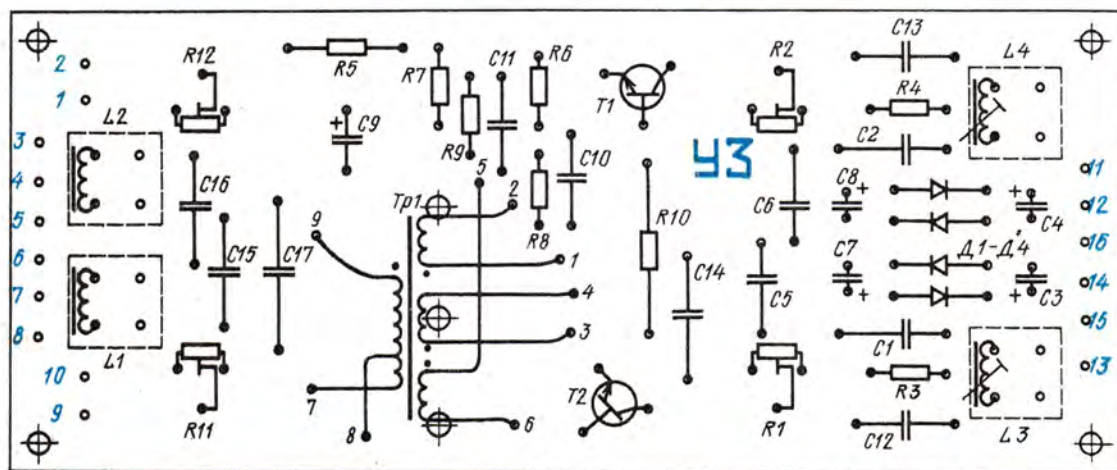 2
1
3
4
5
6
7
8
10
9
L2
L1
R12
R11
C16
C15
C17
R5
+
C9
R7
R9
C11
R6
5
2
R8
C10
Тр1
9
7
8
1
4
3
6
T1
T2
R10
C14
У3
R2
C6
C5
R1
C13
R4
C2
C8
+
+
C4
Д1-Д4
C7
+
+
C3
C1
R3
C12
L4
L3
11
12
16
14
15
13